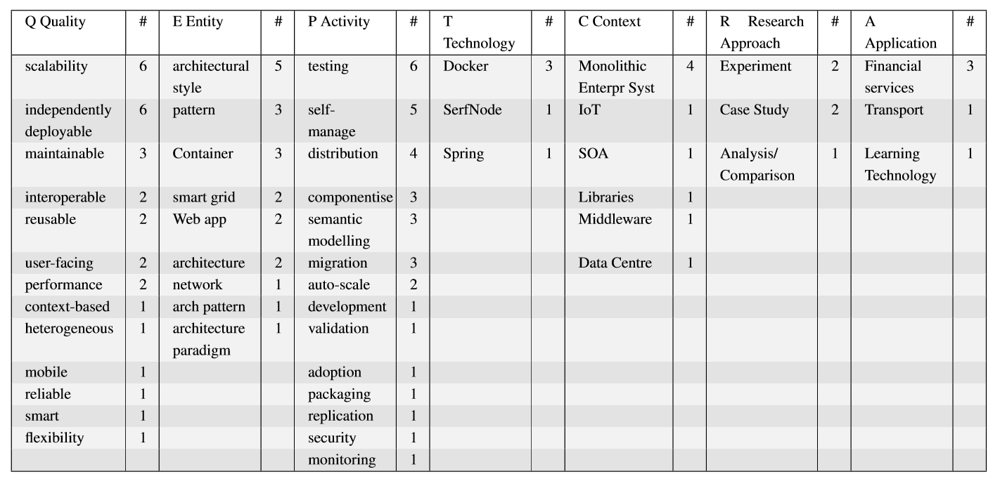 Q Quality # E Entity # P Activity # T # C Context # R Research # A #
Technology Approach Application
scalability 6 architectural 5 testing 6 Docker 3 Monolithic 4 Experiment 2 Financial 3
style Enterpr Syst services
independently 6 pattern 3 self- 5 SerfNode 1 IoT 1 Case Study 2 Transport 1
deployable manage
maintainable 3 Container 3 distribution 4 Spring 1 SOA 1 Analysis/ 1 Learning 1
Comparison Technology
interoperable 2 smart grid 2 componentise 3 Libraries 1
reusable 2 Web app 2 semantic 3 Middleware 1
modelling
user-facing 2 architecture 2 migration 3 Data Centre 1
performance 2 network 1 auto-scale 2
context-based 1 arch pattern 1 development 1
heterogeneous 1 architecture 1 validation 1
paradigm
mobile 1 adoption 1
reliable 1 packaging 1
smart 1 replication 1
flexibility 1 security 1
monitoring 1